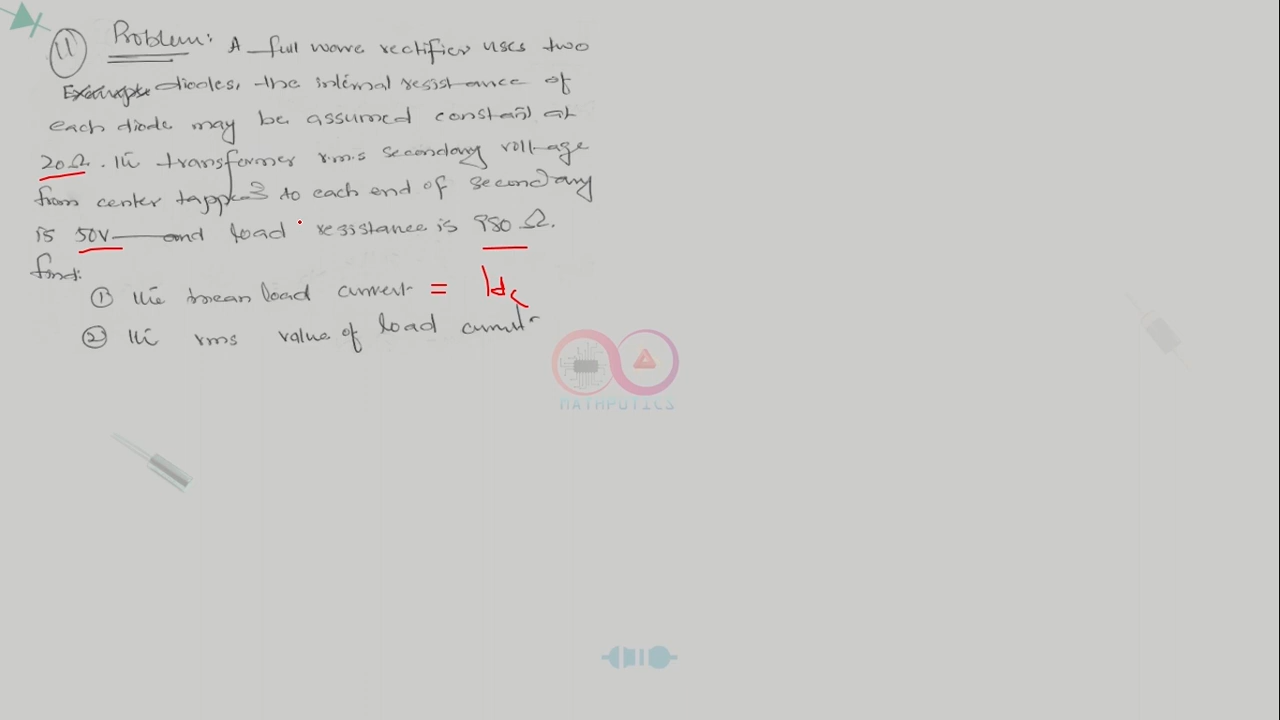 11 Problem: A full wave rectifier uses two
diodes, the internal resistance of
each diode may be assumed constant at
20Ω. The transformer r.m.s secondary voltage
from center tapped to each end of secondary
is 50V and load resistance is 980 Ω.
find:
① The mean load current = Idc
② The rms value of load current
MATHPOTICS